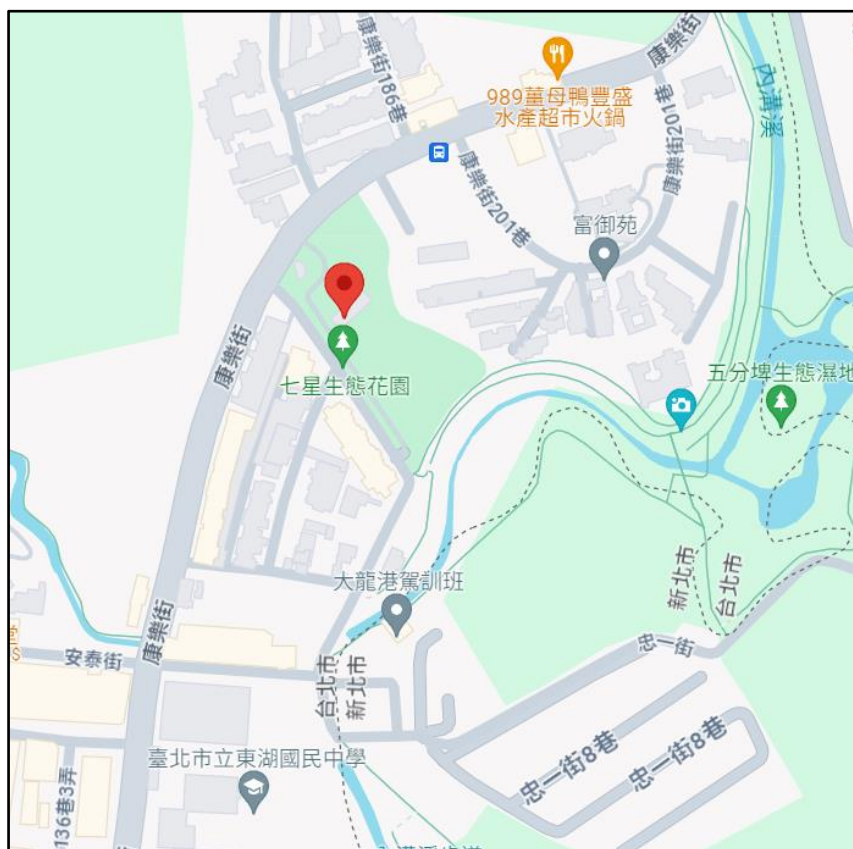 康樂街
康樂街186巷
989薑母鴨豐盛
水產超市火鍋
康樂街201巷
內溝溪
康樂街201巷
富御苑
康樂街
七星生態花園
五分埤生態濕地
大龍港駕訓班
新北市
台北市
康樂街
安泰街
忠一街
台北市
新北市
臺北市立東湖國民中學
忠一街8巷
忠一街8巷
136巷3弄